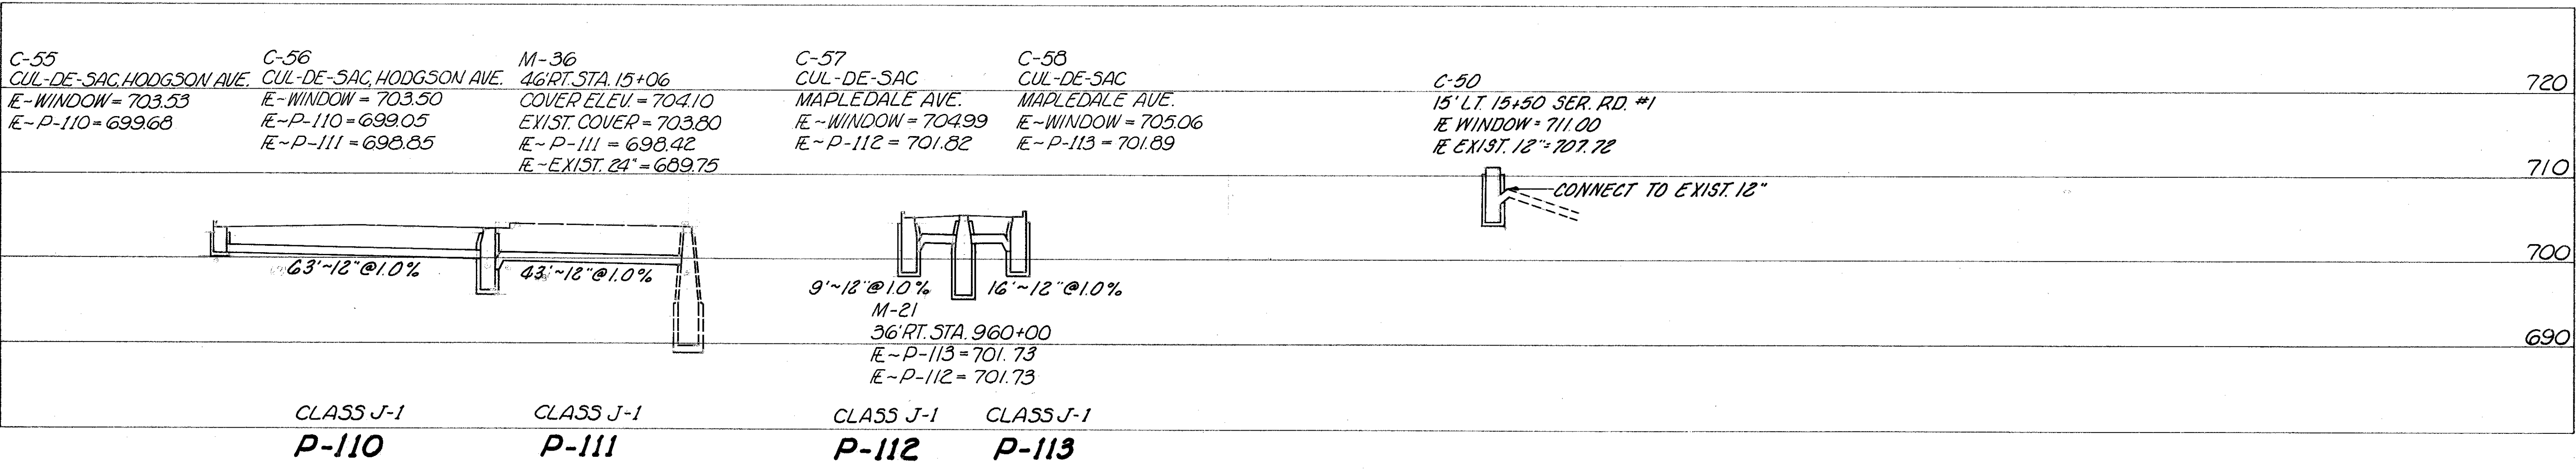 C-55
CUL-DE-SAC, HODGSON AVE.
FE~WINDOW = 703.53
FE~P-110 = 699.68
C-56
CUL-DE-SAC, HODGSON AVE.
FE~WINDOW = 703.50
FE~P-110 = 699.05
FE~P-111 = 698.85
M-36
46' RT. STA. 15+06
COVER ELEV. = 704.10
EXIST. COVER = 703.80
FE~P-111 = 698.42
FE~EXIST. 24" = 689.75
C-57
CUL-DE-SAC
MAPLEDALE AVE.
FE~WINDOW = 704.99
FE~P-112 = 701.82
C-58
CUL-DE-SAC
MAPLEDALE AVE.
FE~WINDOW = 705.06
FE~P-113 = 701.89
C-50
15' LT. 15+50 SER. RD. #1
FE WINDOW = 711.00
FE EXIST. 12" = 707.72
720
710
CONNECT TO EXIST. 12"
700
63'~12"@1.0%
43'~12"@1.0%
9'~12"@1.0%
16'~12"@1.0%
M-21
36' RT. STA. 960+00
FE~P-113 = 701.73
FE~P-112 = 701.73
690
CLASS J-1
CLASS J-1
CLASS J-1
CLASS J-1
P-110
P-111
P-112
P-113